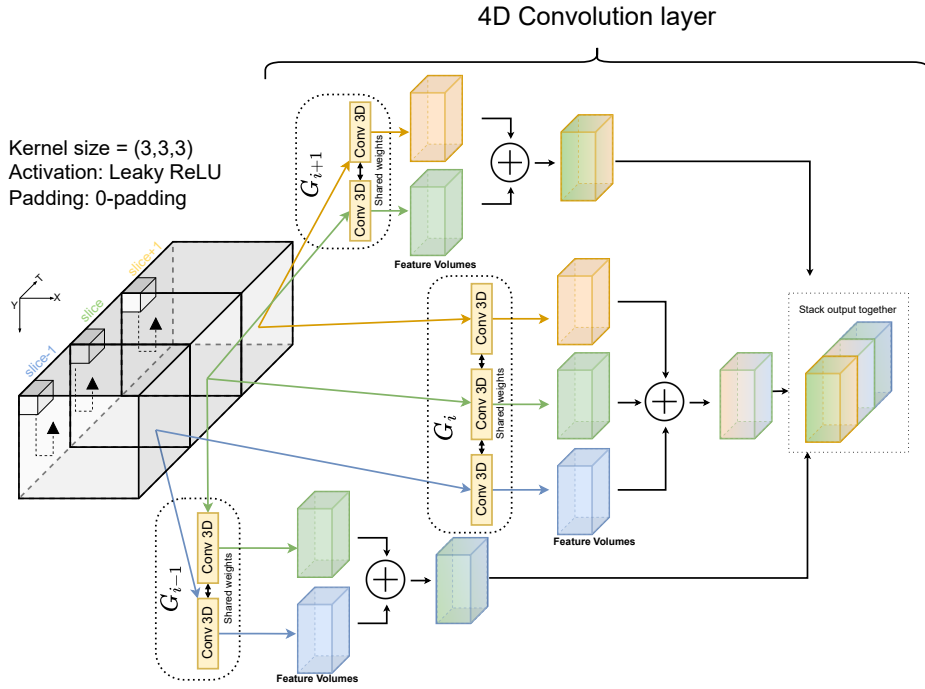 4D Convolution layer
Kernel size = (3,3,3)
Activation: Leaky ReLU
Padding: 0-padding
G_{i+1}
Conv 3D
Conv 3D
Shared weights
Feature Volumes
T
X
Y
slice+1
slice
slice-1
G_i
Conv 3D
Conv 3D
Conv 3D
Shared weights
Feature Volumes
Stack output together
G_{i-1}
Conv 3D
Conv 3D
Shared weights
Feature Volumes